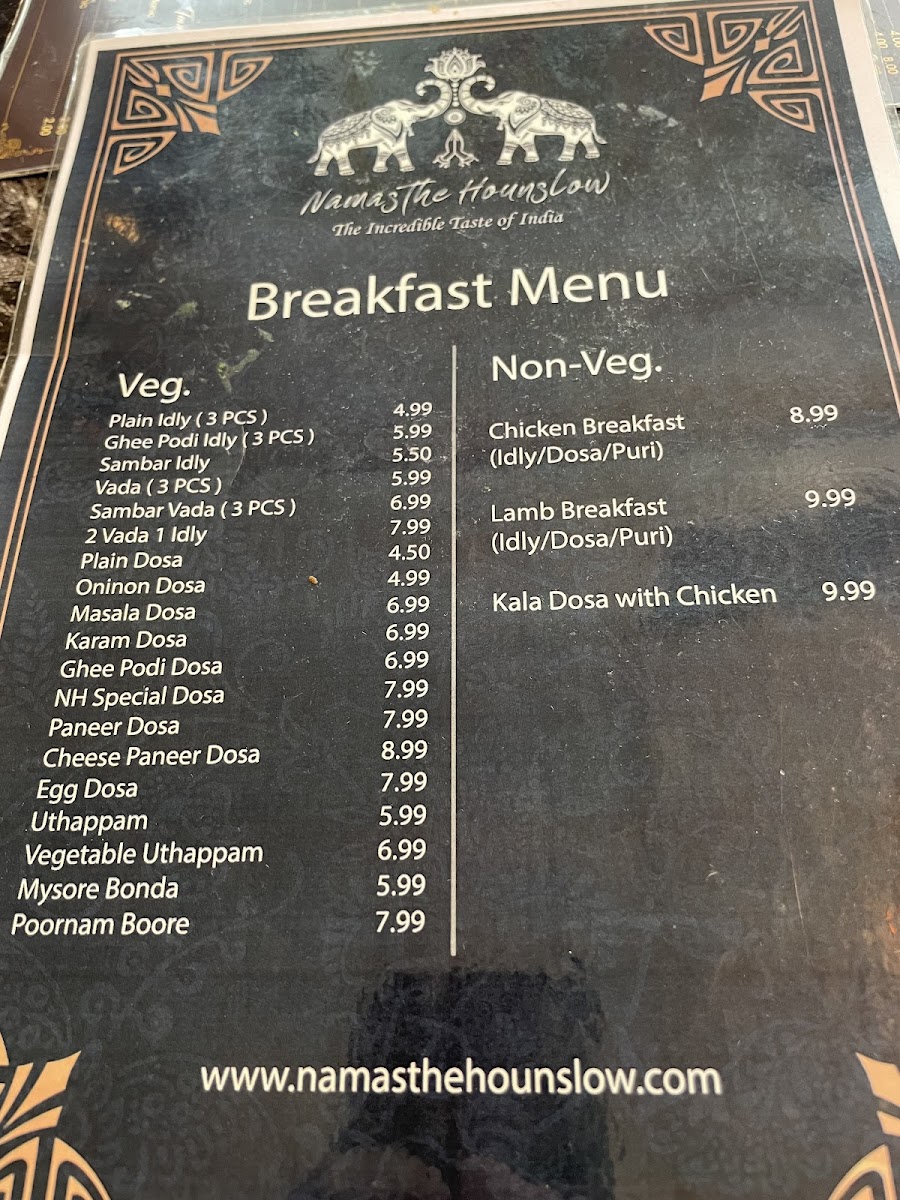 NamasThe Hounslow
The Incredible Taste of India
Breakfast Menu
Veg.
Plain Idly ( 3 PCS ) 4.99
Ghee Podi Idly ( 3 PCS ) 5.99
Sambar Idly 5.50
Vada ( 3 PCS ) 5.99
Sambar Vada ( 3 PCS ) 6.99
2 Vada 1 Idly 7.99
Plain Dosa 4.50
Oninon Dosa 4.99
Masala Dosa 6.99
Karam Dosa 6.99
Ghee Podi Dosa 6.99
NH Special Dosa 7.99
Paneer Dosa 7.99
Cheese Paneer Dosa 8.99
Egg Dosa 7.99
Uthappam 5.99
Vegetable Uthappam 6.99
Mysore Bonda 5.99
Poornam Boore 7.99
Non-Veg.
Chicken Breakfast 8.99
(Idly/Dosa/Puri)
Lamb Breakfast 9.99
(Idly/Dosa/Puri)
Kala Dosa with Chicken 9.99
www.namasthehounslow.com